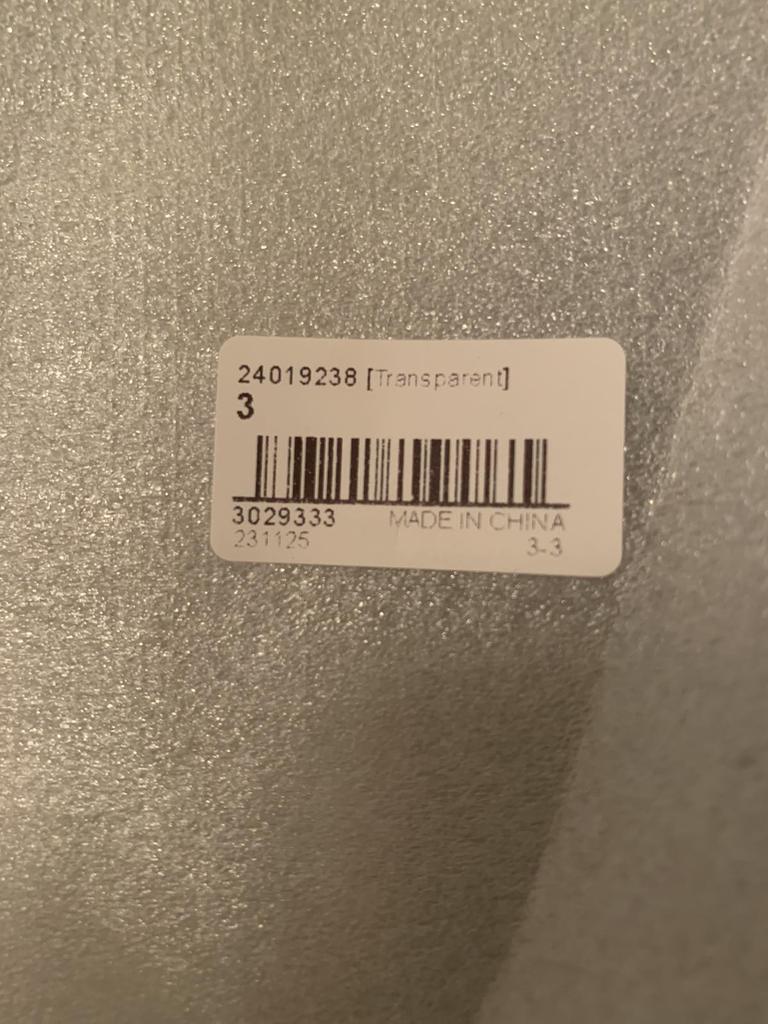 24019238 [Transparent]
3
3029333 MADE IN CHINA
231125 3-3